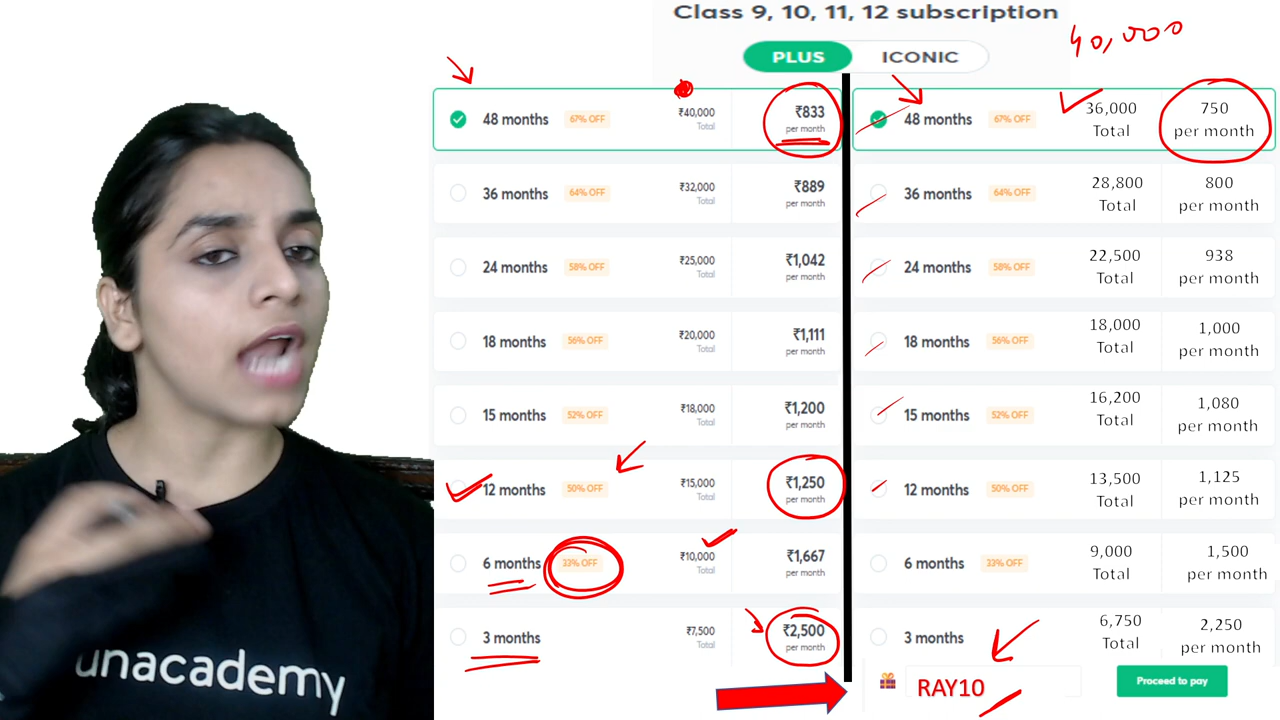 Class 9, 10, 11, 12 subscription
PLUS ICONIC
40,000
48 months 67% OFF ₹40,000 Total ₹833 per month
36 months 64% OFF ₹32,000 Total ₹889 per month
24 months 58% OFF ₹25,000 Total ₹1,042 per month
18 months 56% OFF ₹20,000 Total ₹1,111 per month
15 months 52% OFF ₹18,000 Total ₹1,200 per month
12 months 50% OFF ₹15,000 Total ₹1,250 per month
6 months 33% OFF ₹10,000 Total ₹1,667 per month
3 months ₹7,500 Total ₹2,500 per month
48 months 67% OFF 36,000 Total 750 per month
36 months 64% OFF 28,800 Total 800 per month
24 months 58% OFF 22,500 Total 938 per month
18 months 56% OFF 18,000 Total 1,000 per month
15 months 52% OFF 16,200 Total 1,080 per month
12 months 50% OFF 13,500 Total 1,125 per month
6 months 33% OFF 9,000 Total 1,500 per month
3 months 6,750 Total 2,250 per month
RAY10 Proceed to pay
unacademy